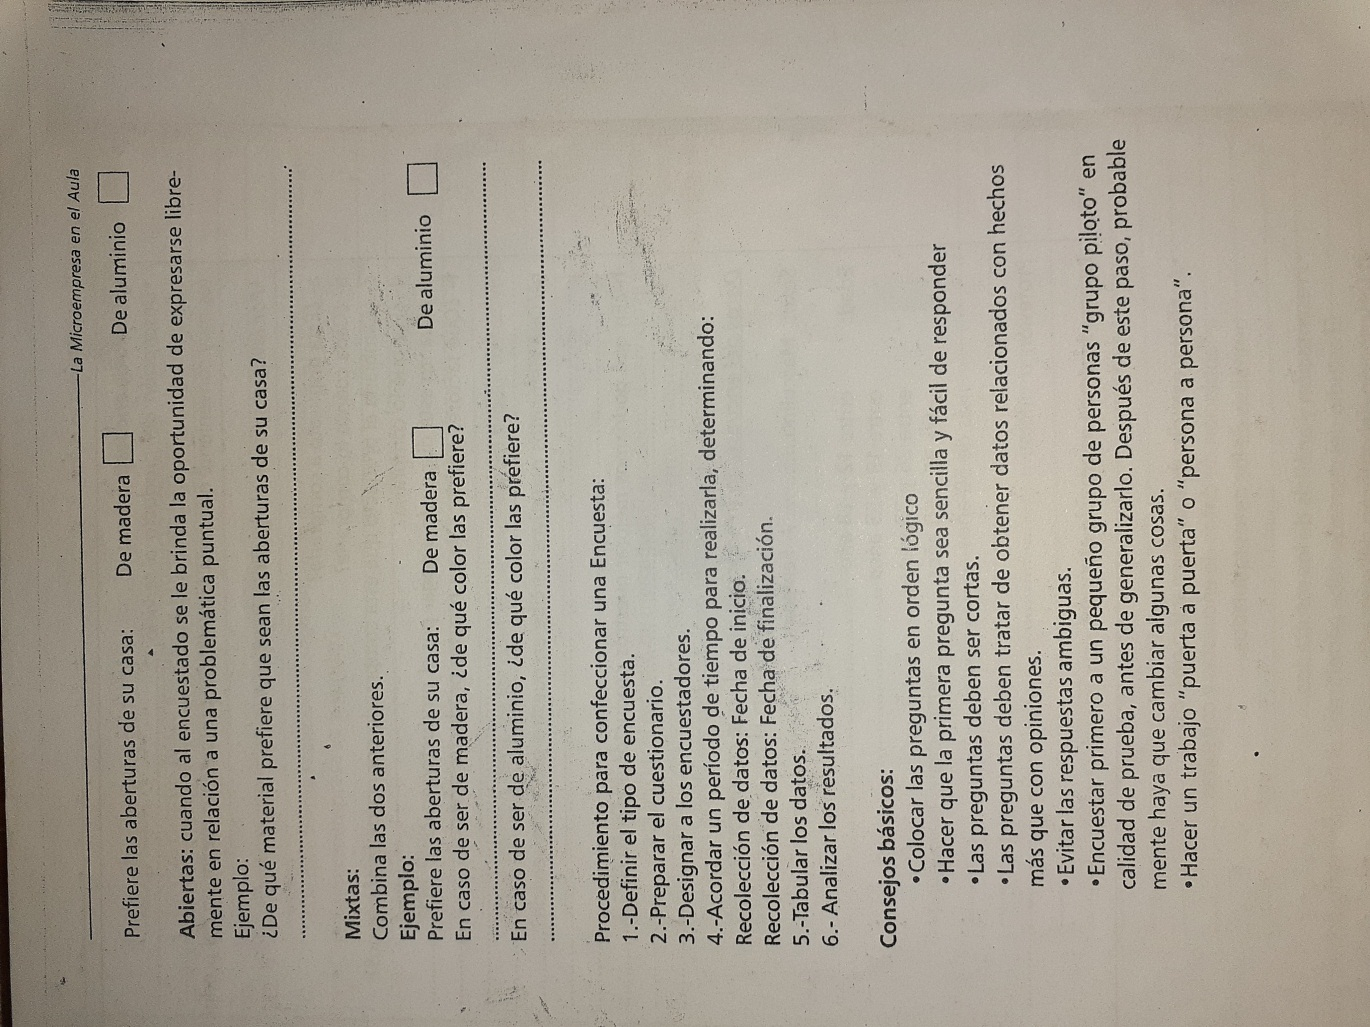 La Microempresa en el Aula
Prefiere las aberturas de su casa: De madera De aluminio
Abiertas: cuando al encuestado se le brinda la oportunidad de expresarse libre-
mente en relación a una problemática puntual.
Ejemplo:
¿De qué material prefiere que sean las aberturas de su casa?
Mixtas:
Combina las dos anteriores.
Ejemplo:
Prefiere las aberturas de su casa: De madera De aluminio
En caso de ser de madera, ¿de qué color las prefiere?
En caso de ser de aluminio, ¿de qué color las prefiere?
Procedimiento para confeccionar una Encuesta:
1.-Definir el tipo de encuesta.
2.-Preparar el cuestionario.
3.-Designar a los encuestadores.
4.-Acordar un período de tiempo para realizarla, determinando:
Recolección de datos: Fecha de inicio.
Recolección de datos: Fecha de finalización.
5.-Tabular los datos.
6.- Analizar los resultados.
Consejos básicos:
•Colocar las preguntas en orden lógico
•Hacer que la primera pregunta sea sencilla y fácil de responder
•Las preguntas deben ser cortas.
•Las preguntas deben tratar de obtener datos relacionados con hechos
más que con opiniones.
•Evitar las respuestas ambiguas.
•Encuestar primero a un pequeño grupo de personas "grupo piloto" en
calidad de prueba, antes de generalizarlo. Después de este paso, probable
mente haya que cambiar algunas cosas.
•Hacer un trabajo "puerta a puerta" o "persona a persona".